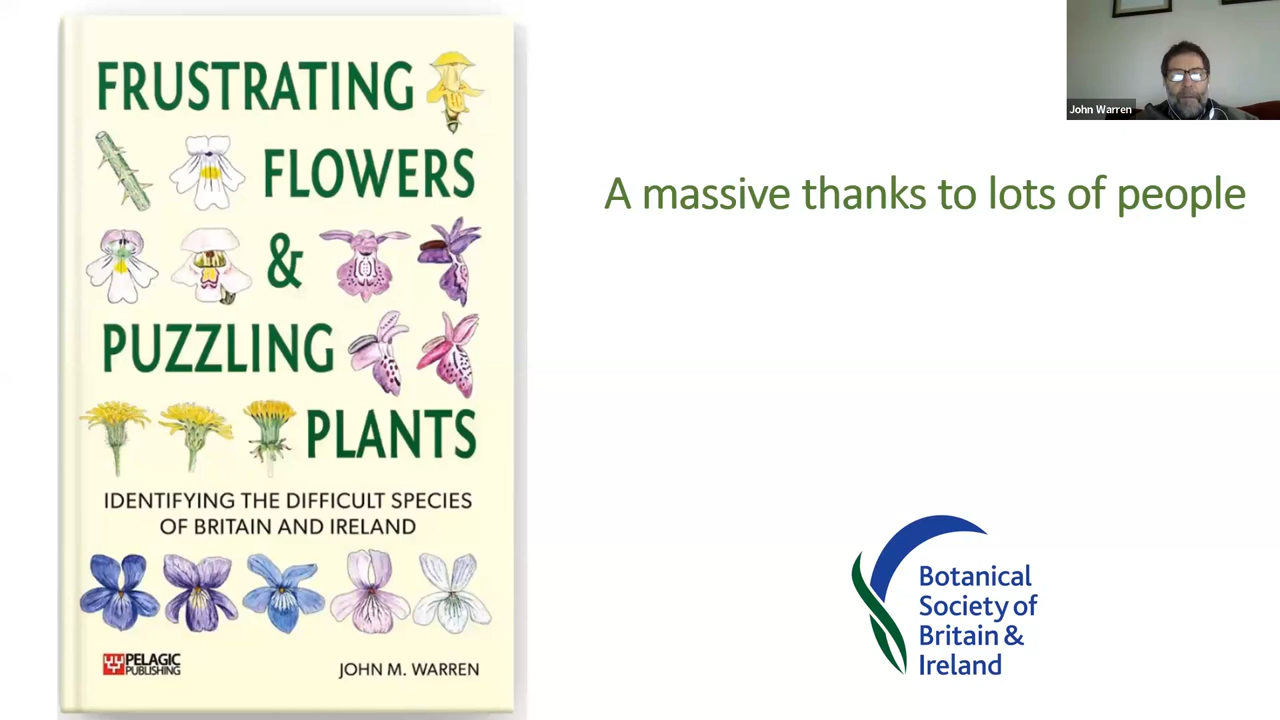 FRUSTRATING
FLOWERS
&
PUZZLING
PLANTS
IDENTIFYING THE DIFFICULT SPECIES
OF BRITAIN AND IRELAND
PELAGIC
PUBLISHING
JOHN M. WARREN
A massive thanks to lots of people
Botanical
Society of
Britain &
Ireland
John Warren